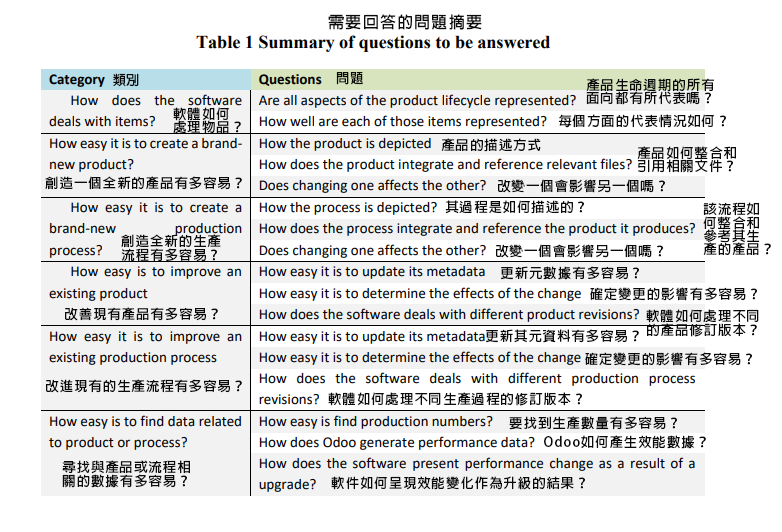 需要回答的問題摘要
Table 1 Summary of questions to be answered
Category 類別
Questions 問題
How does the software
deals with items? 軟體如何
處理物品？
Are all aspects of the product lifecycle represented? 產品生命週期的所有
面向都有所代表嗎？
How well are each of those items represented? 每個方面的代表情況如何？
How easy it is to create a brand-
new product?
創造一個全新的產品有多容易？
How the product is depicted 產品的描述方式
How does the product integrate and reference relevant files? 產品如何整合和
引用相關文件？
Does changing one affects the other? 改變一個會影響另一個嗎？
How easy it is to create a
brand-new production
process? 創造全新的生產
流程有多容易？
How the process is depicted? 其過程是如何描述的？
How does the process integrate and reference the product it produces? 該流程如
何整合和
參考其生
產的產品？
Does changing one affects the other? 改變一個會影響另一個嗎？
How easy is to improve an
existing product
改善現有產品有多容易？
How easy it is to update its metadata 更新元數據有多容易？
How easy it is to determine the effects of the change 確定變更的影響有多容易？
How does the software deals with different product revisions? 軟體如何處理不同
的產品修訂版本？
How easy it is to improve an
existing production process
改進現有的生產流程有多容易？
How easy it is to update its metadata更新其元資料有多容易？
How easy it is to determine the effects of the change 確定變更的影響有多容易？
How does the software deals with different production process
revisions? 軟體如何處理不同生產過程的修訂版本？
How easy is to find data related
to product or process?
尋找與產品或流程相
關的數據有多容易？
How easy is find production numbers? 要找到生產數量有多容易？
How does Odoo generate performance data? Odoo如何產生效能數據？
How does the software present performance change as a result of a
upgrade? 軟件如何呈現效能變化作為升級的結果？